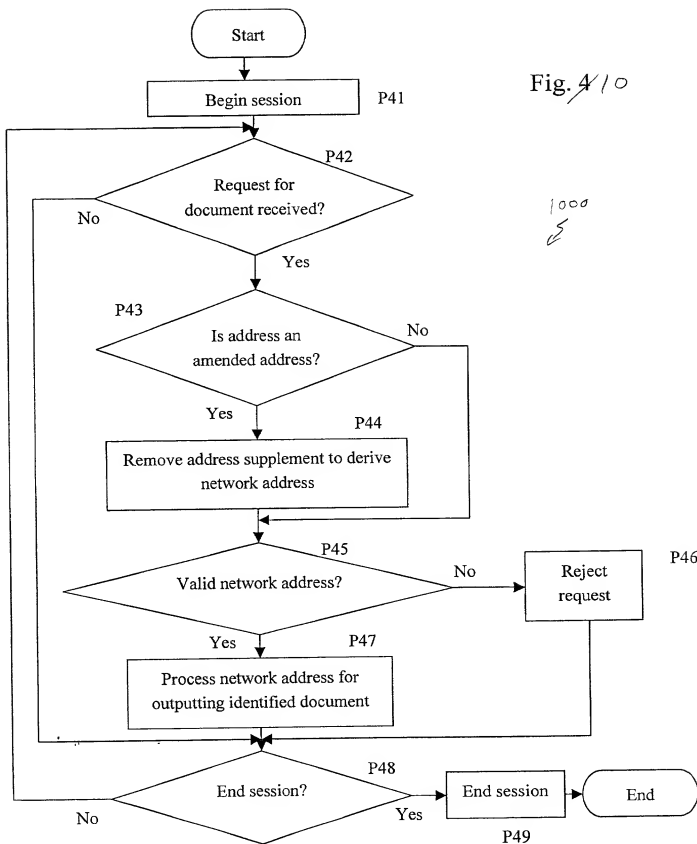 Start
Fig. 4/10
Begin session
P41
P42
Request for
document received?
1000
No
Yes
P43
Is address an
amended address?
No
Yes
P44
Remove address supplement to derive
network address
P45
Valid network address?
No
P46
Reject
request
Yes
P47
Process network address for
outputting identified document
P48
End session?
No
Yes
End session
End
P49